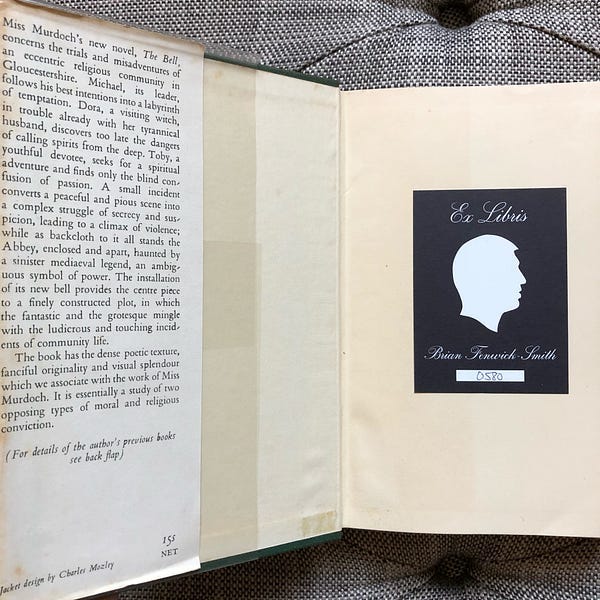 Miss Murdoch's new novel, The Bell,
concerns the trials and misadventures of
an eccentric religious community in
Gloucestershire. Michael, its leader,
follows his best intentions into a labyrinth
of temptation. Dora, a visiting witch,
in trouble already with her tyrannical
husband, discovers too late the dangers
of calling spirits from the deep. Toby, a
youthful devotee, seeks for a spiritual
adventure and finds only the blind con-
fusion of passion. A small incident
converts a peaceful and pious scene into
a complex struggle of secrecy and sus-
picion, leading to a climax of violence;
while as backcloth to it all stands the
Abbey, enclosed and apart, haunted by
a sinister mediaeval legend, an ambig-
uous symbol of power. The installation
of its new bell provides the centre piece
to a finely constructed plot, in which
the fantastic and the grotesque mingle
with the ludicrous and touching incid-
ents of community life.
The book has the dense poetic texture,
fanciful originality and visual splendour
which we associate with the work of Miss
Murdoch. It is essentially a study of two
opposing types of moral and religious
conviction.
(For details of the author's previous books
see back flap)
15s
NET
Jacket design by Charles Mozley
Ex Libris
Brian Fenwick-Smith
0580